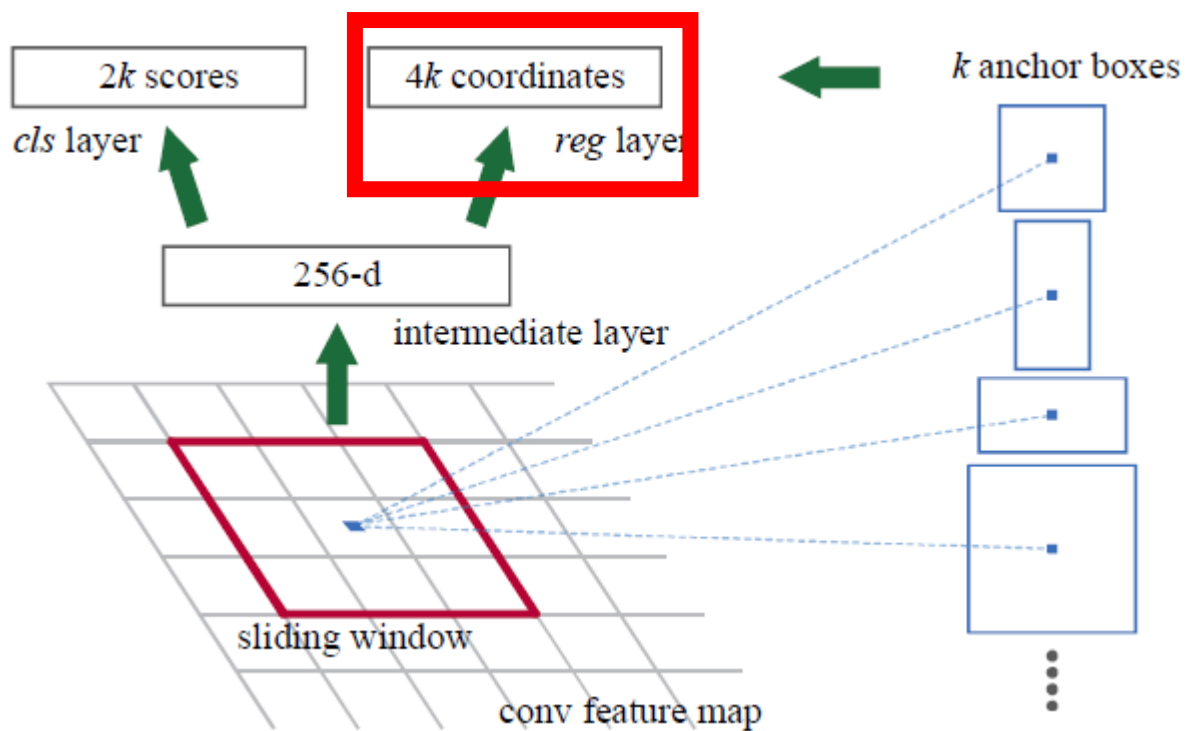 2k scores
4k coordinates
k anchor boxes
cls layer
reg layer
256-d
intermediate layer
sliding window
conv feature map